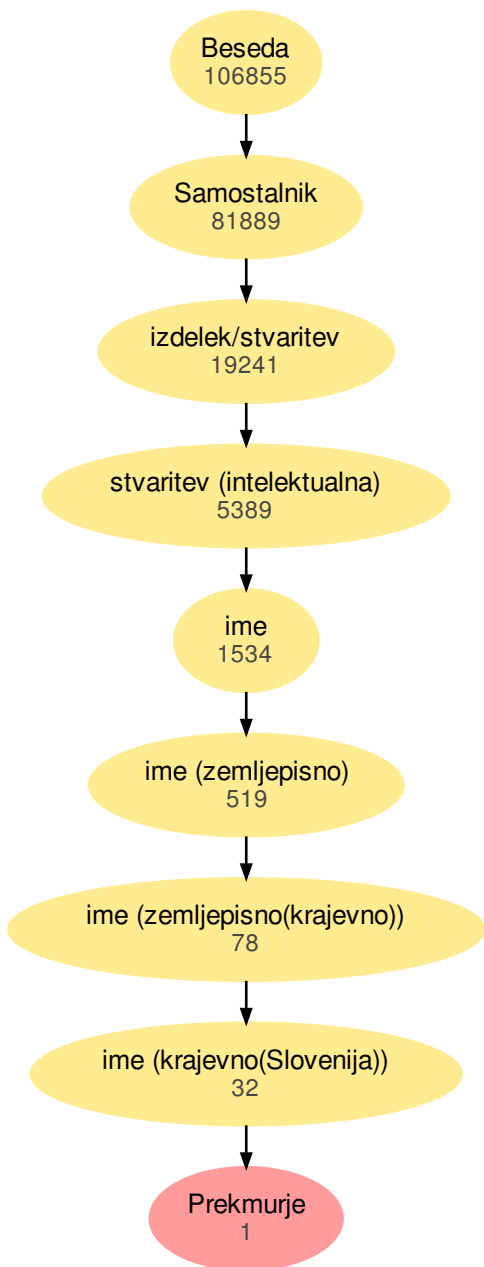 Beseda
106855
Samostalnik
81889
izdelek/stvaritev
19241
stvaritev (intelektualna)
5389
ime
1534
ime (zemljepisno)
519
ime (zemljepisno(krajevno))
78
ime (krajevno(Slovenija))
32
Prekmurje
1